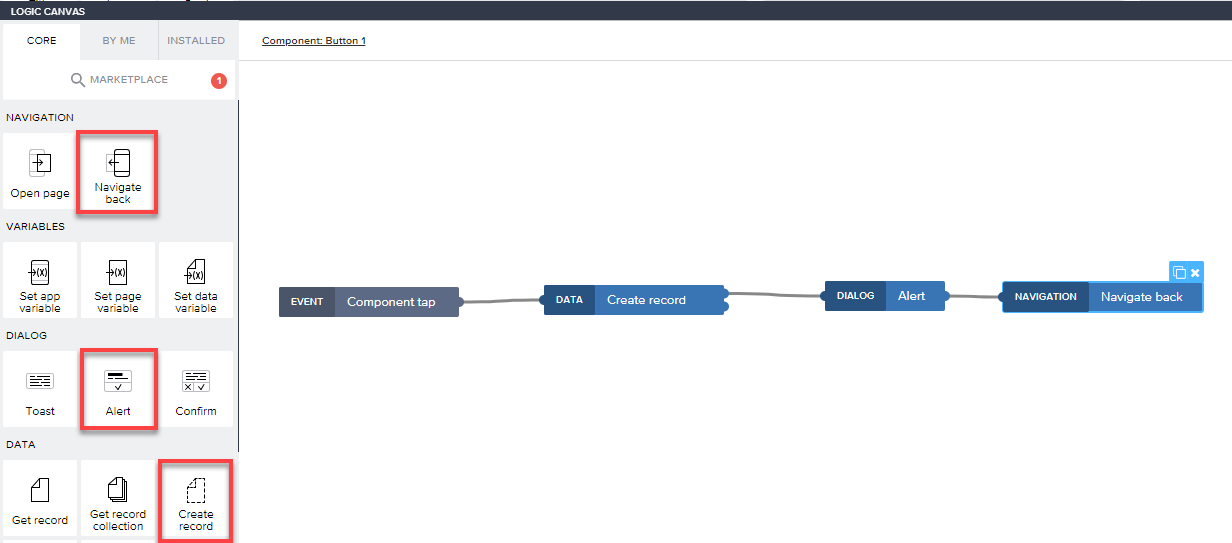 LOGIC CANVAS
CORE BY ME INSTALLED
Component: Button 1
MARKETPLACE 1
NAVIGATION
Open page
Navigate
back
VARIABLES
Set app
variable
Set page
variable
Set data
variable
DIALOG
Toast
Alert
Confirm
DATA
Get record
Get record
collection
Create
record
EVENT Component tap
DATA Create record
DIALOG Alert
NAVIGATION Navigate back